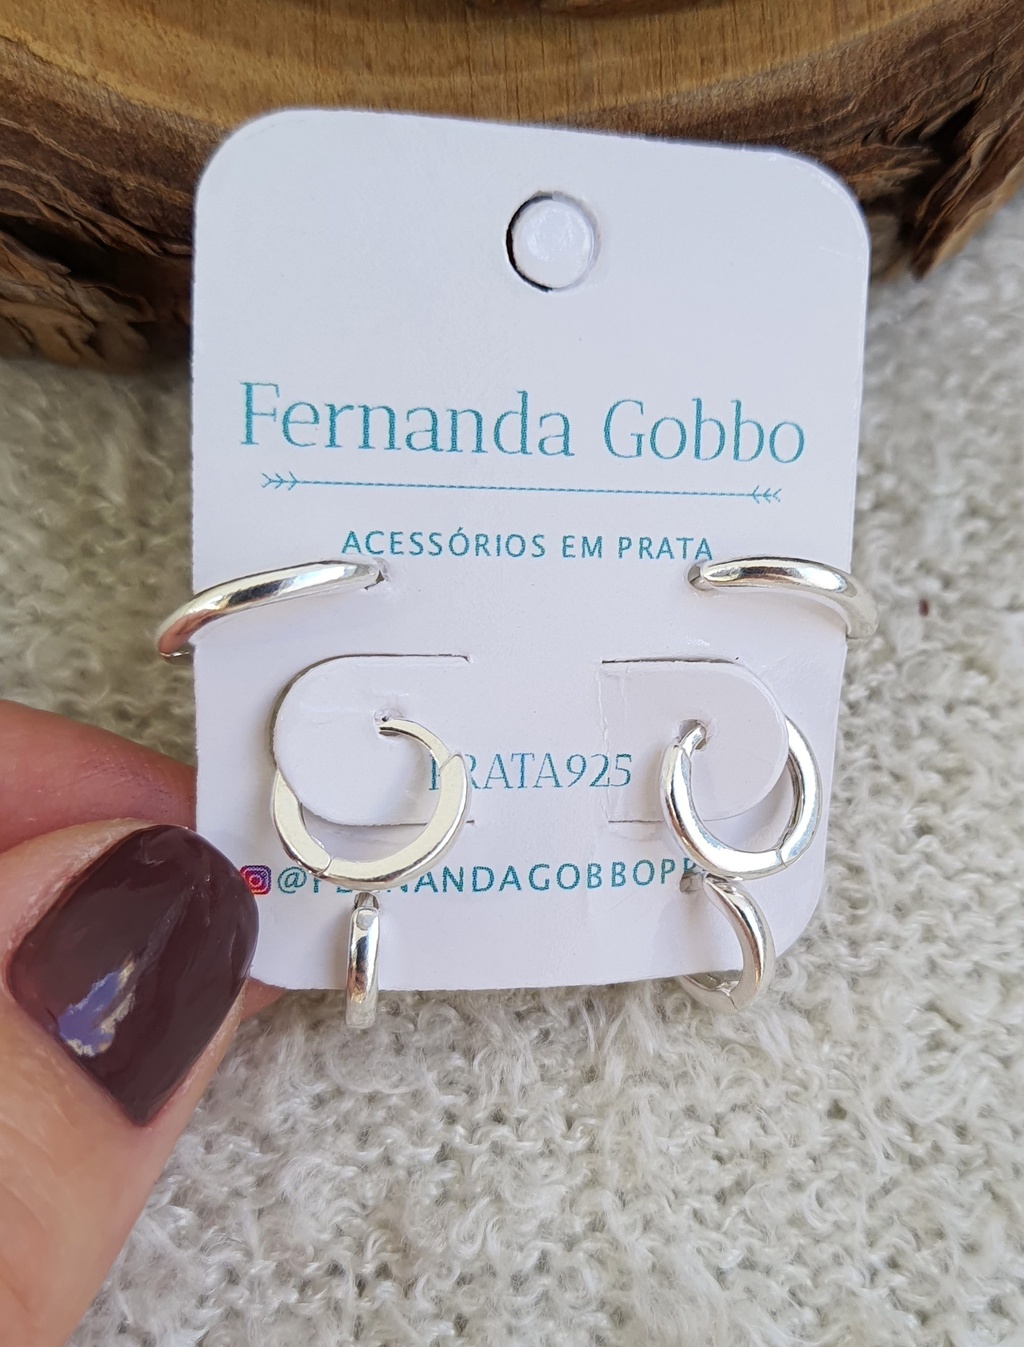 Fernanda Gobbo
ACESSÓRIOS EM PRATA
PRATA925